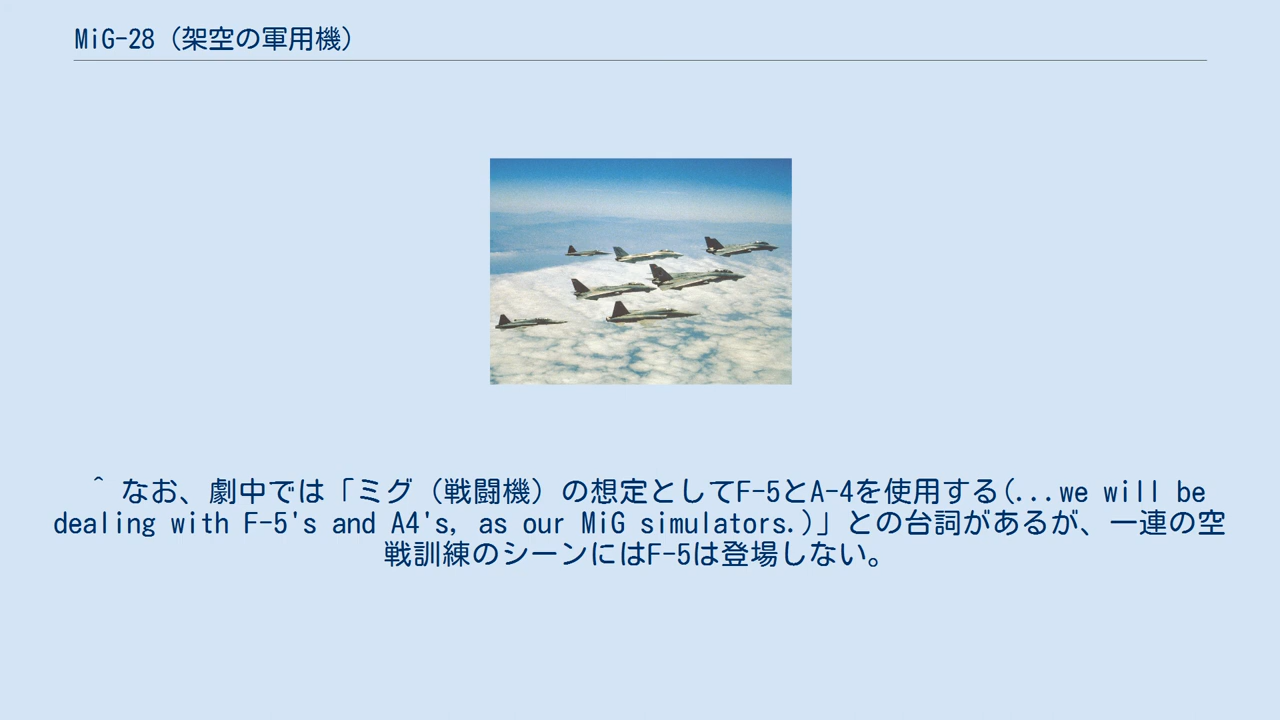 MiG-28（架空の軍用機）
^ なお、劇中では「ミグ（戦闘機）の想定としてF-5とA-4を使用する(...we will be
dealing with F-5's and A4's, as our MiG simulators.)」との台詞があるが、一連の空
戦訓練のシーンにはF-5は登場しない。